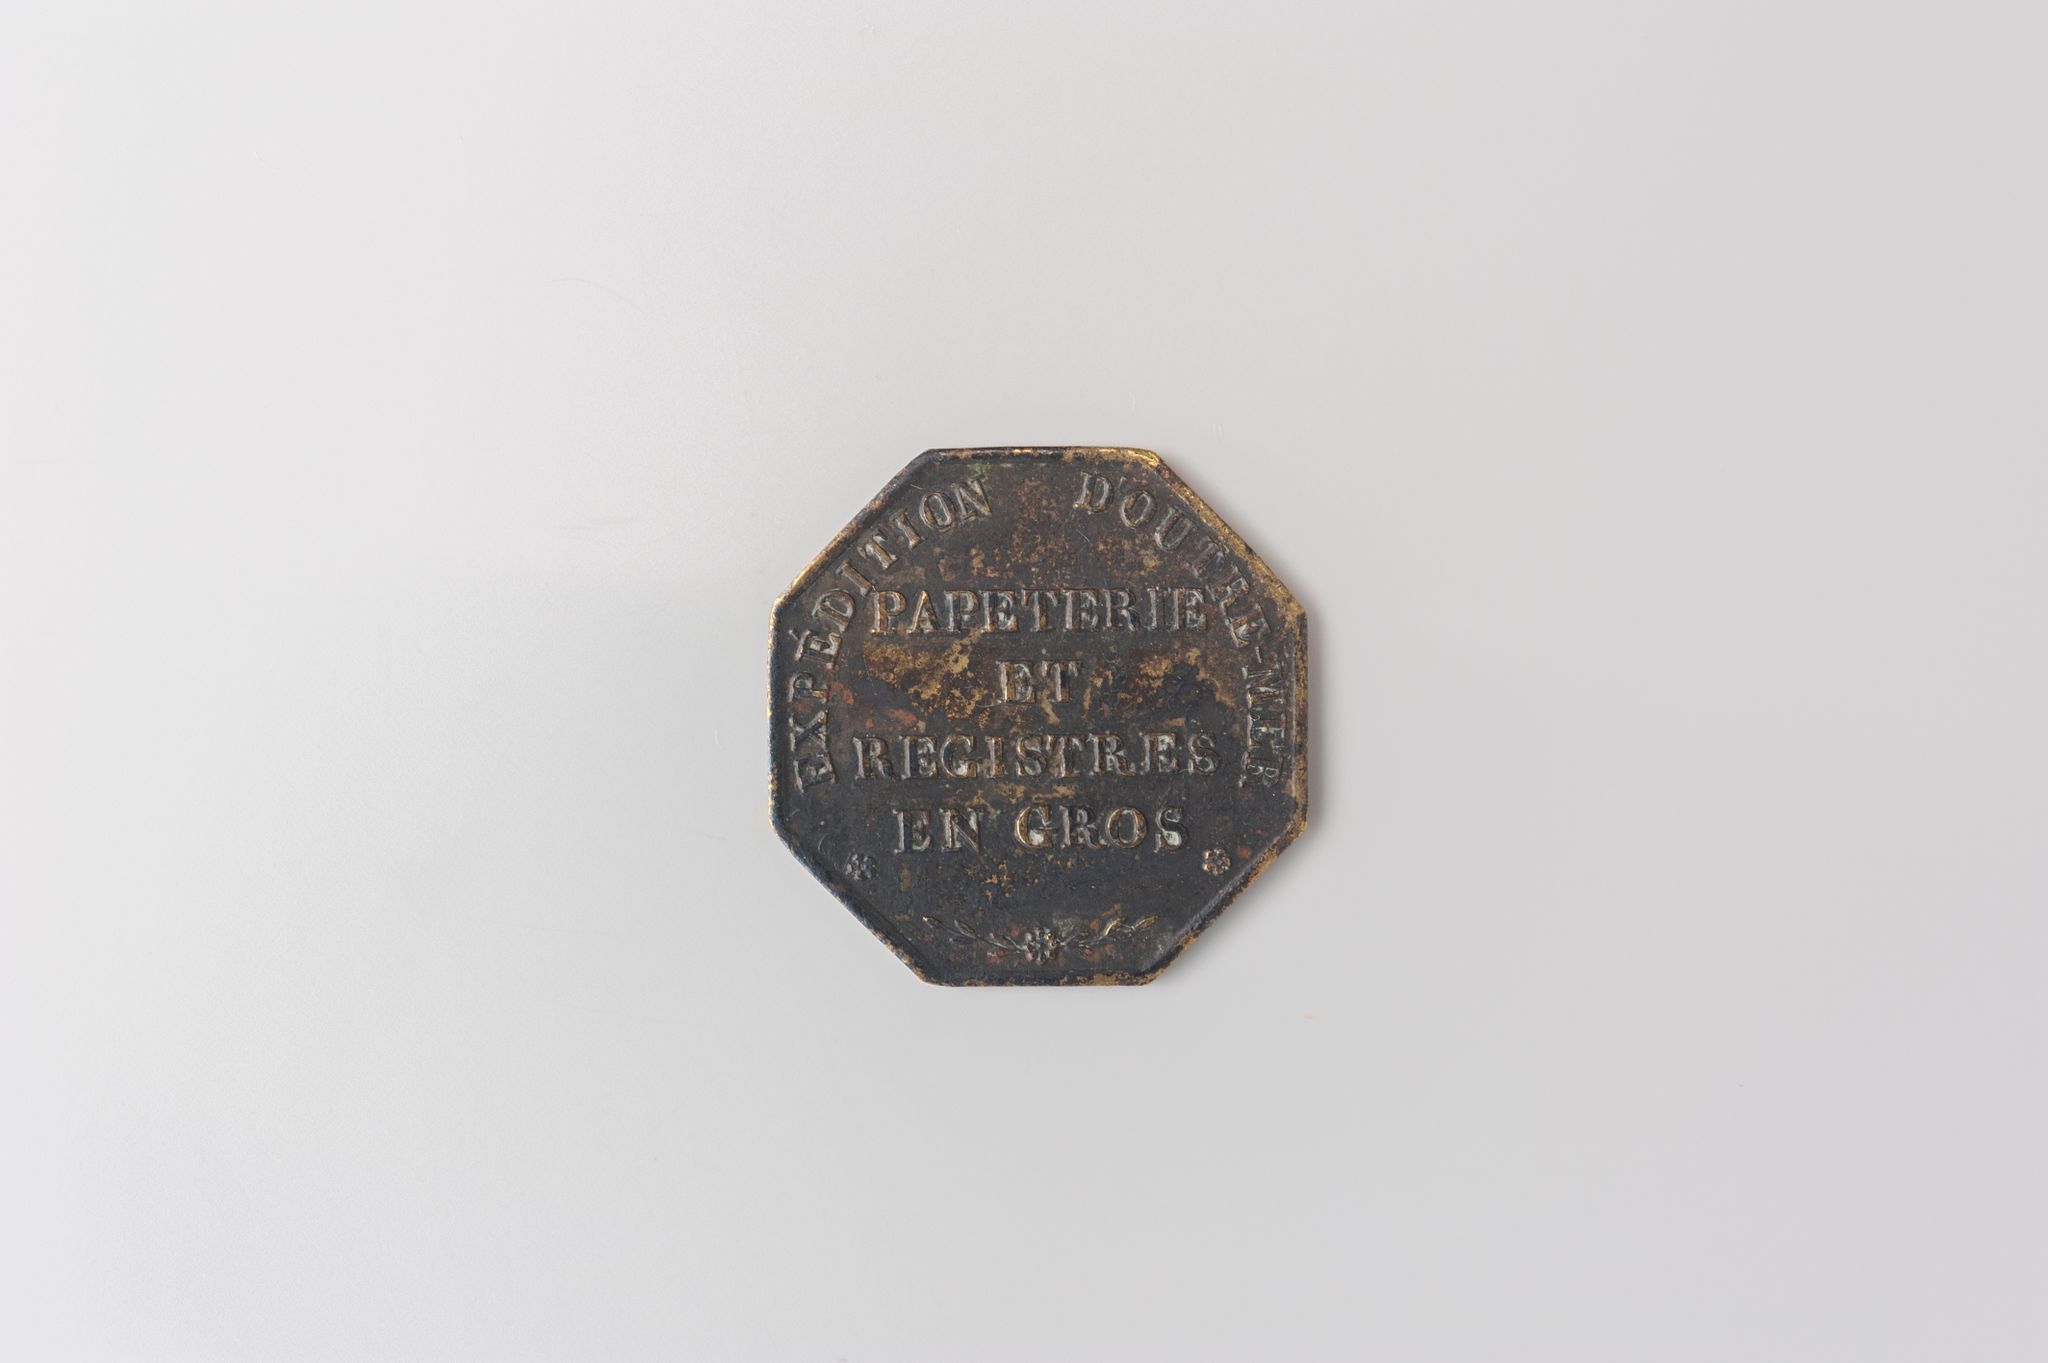 EXPÉDITION D'OUTRE-MER
PAPETERIE
ET
REGISTRES
EN GROS